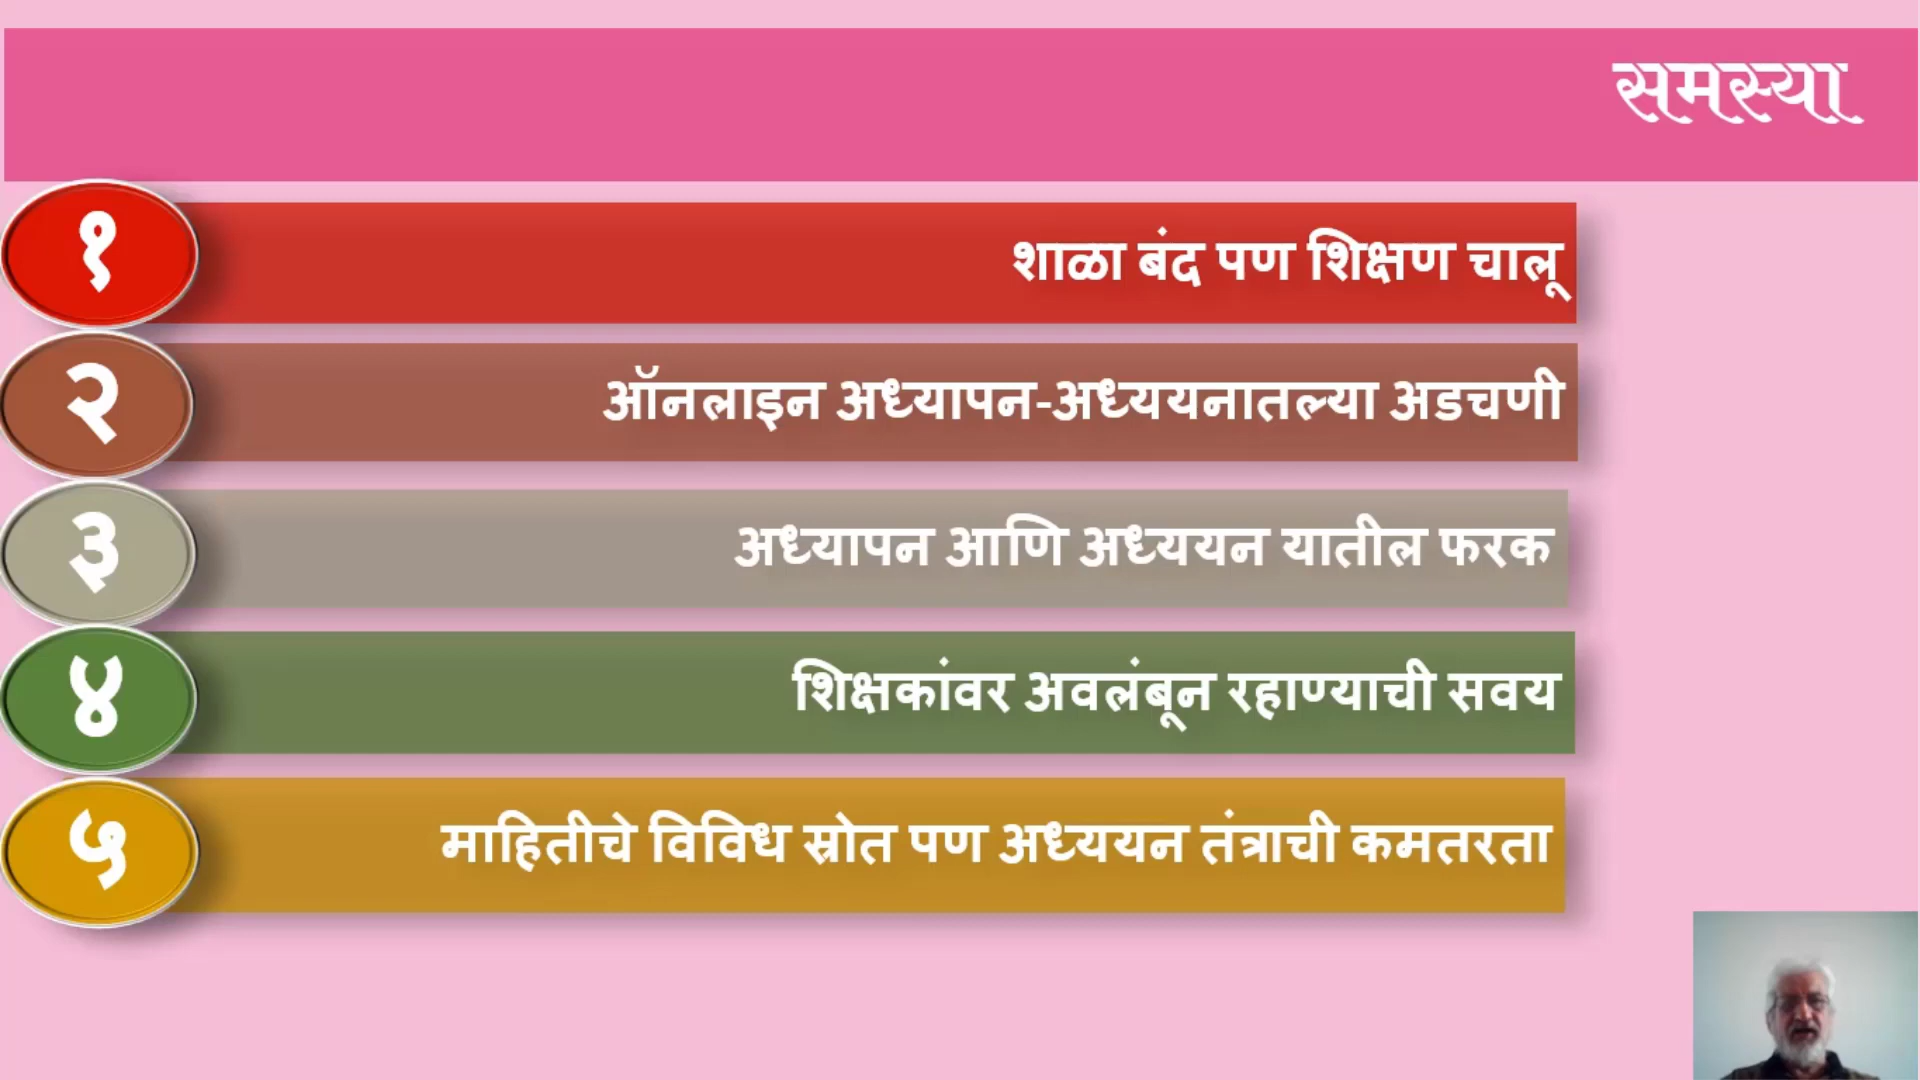 समस्या
१ शाळा बंद पण शिक्षण चालू
२ ऑनलाइन अध्यापन-अध्ययनातल्या अडचणी
३ अध्यापन आणि अध्ययन यातील फरक
४ शिक्षकांवर अवलंबून रहाण्याची सवय
५ माहितीचे विविध स्रोत पण अध्ययन तंत्राची कमतरता